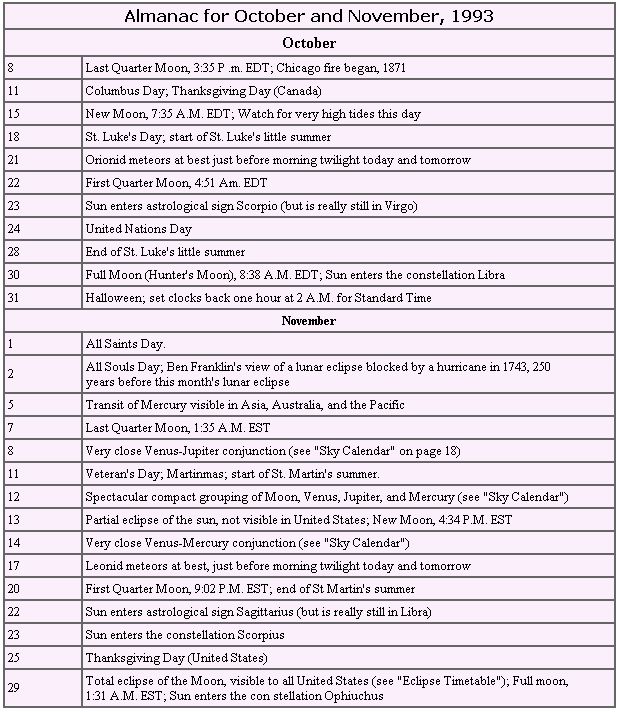 Almanac for October and November, 1993
October
8 Last Quarter Moon, 3:35 P .m. EDT; Chicago fire began, 1871
11 Columbus Day; Thanksgiving Day (Canada)
15 New Moon, 7:35 A.M. EDT; Watch for very high tides this day
18 St. Luke's Day; start of St. Luke's little summer
21 Orionid meteors at best just before morning twilight today and tomorrow
22 First Quarter Moon, 4:51 Am. EDT
23 Sun enters astrological sign Scorpio (but is really still in Virgo)
24 United Nations Day
28 End of St. Luke's little summer
30 Full Moon (Hunter's Moon), 8:38 A.M. EDT; Sun enters the constellation Libra
31 Halloween; set clocks back one hour at 2 A.M. for Standard Time
November
1 All Saints Day.
2 All Souls Day; Ben Franklin's view of a lunar eclipse blocked by a hurricane in 1743, 250
years before this month's lunar eclipse
5 Transit of Mercury visible in Asia, Australia, and the Pacific
7 Last Quarter Moon, 1:35 A.M. EST
8 Very close Venus-Jupiter conjunction (see "Sky Calendar" on page 18)
11 Veteran's Day; Martinmas; start of St. Martin's summer.
12 Spectacular compact grouping of Moon, Venus, Jupiter, and Mercury (see "Sky Calendar")
13 Partial eclipse of the sun, not visible in United States; New Moon, 4:34 P.M. EST
14 Very close Venus-Mercury conjunction (see "Sky Calendar")
17 Leonid meteors at best, just before morning twilight today and tomorrow
20 First Quarter Moon, 9:02 P.M. EST; end of St Martin's summer
22 Sun enters astrological sign Sagittarius (but is really still in Libra)
23 Sun enters the constellation Scorpius
25 Thanksgiving Day (United States)
29 Total eclipse of the Moon, visible to all United States (see "Eclipse Timetable"); Full moon,
1:31 A.M. EST; Sun enters the con stellation Ophiuchus